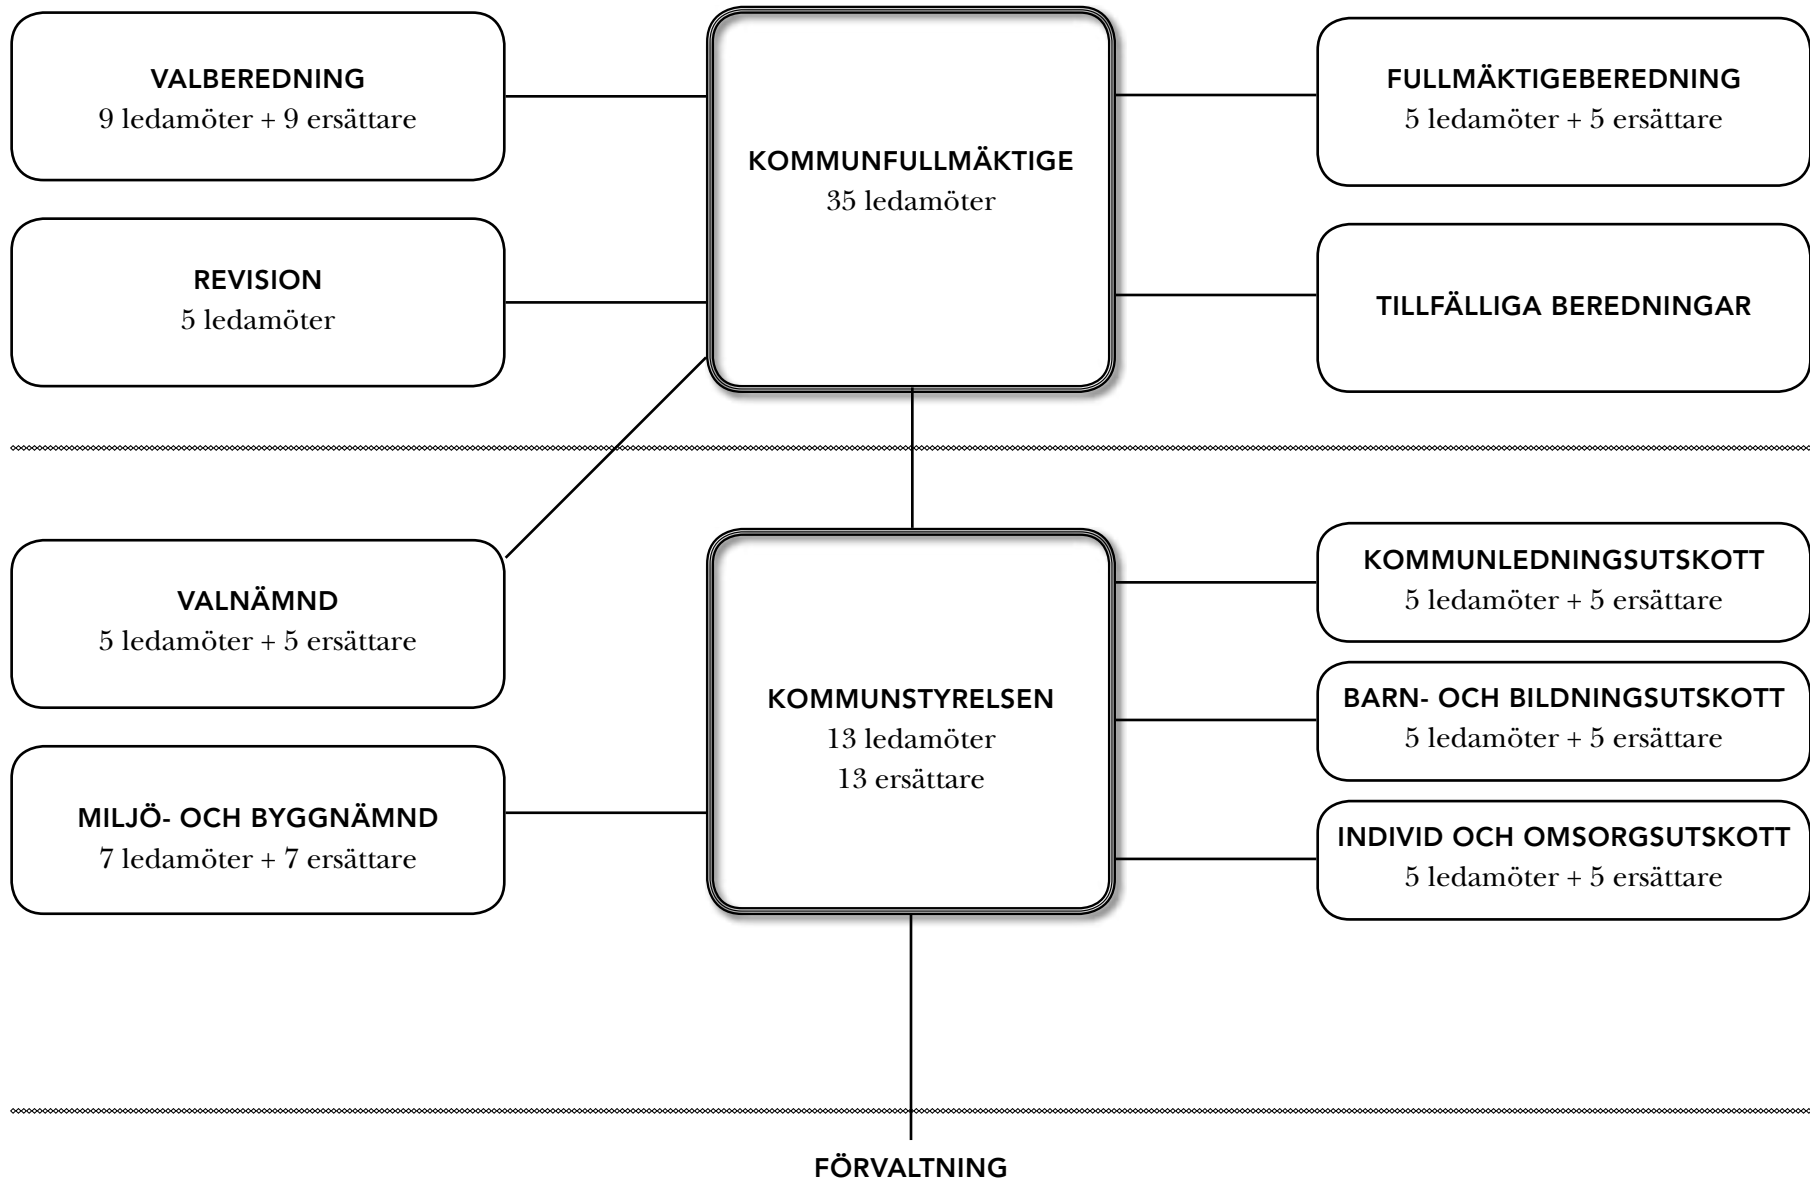 VALBEREDNING
9 ledamöter + 9 ersättare
REVISION
5 ledamöter
KOMMUNFULLMÄKTIGE
35 ledamöter
FULLMÄKTIGEBEREDNING
5 ledamöter + 5 ersättare
TILLFÄLLIGA BEREDNINGAR
VALNÄMND
5 ledamöter + 5 ersättare
MILJÖ- OCH BYGGNÄMND
7 ledamöter + 7 ersättare
KOMMUNSTYRELSEN
13 ledamöter
13 ersättare
KOMMUNLEDNINGSUTSKOTT
5 ledamöter + 5 ersättare
BARN- OCH BILDNINGSUTSKOTT
5 ledamöter + 5 ersättare
INDIVID OCH OMSORGSUTSKOTT
5 ledamöter + 5 ersättare
FÖRVALTNING